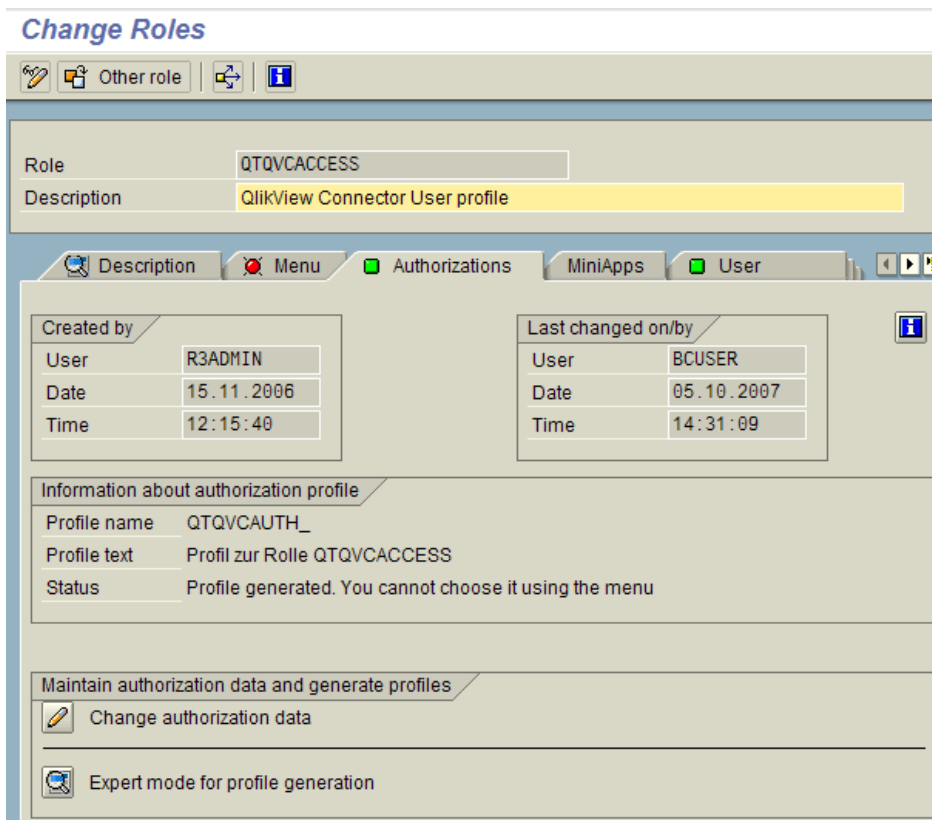 Change Roles
Other role
Role QTQVCACCESS
Description QlikView Connector User profile
Description Menu Authorizations MiniApps User
Created by
User R3ADMIN
Date 15.11.2006
Time 12:15:40
Last changed on/by
User BCUSER
Date 05.10.2007
Time 14:31:09
Information about authorization profile
Profile name QTQVCAUTH_
Profile text Profil zur Rolle QTQVCACCESS
Status Profile generated. You cannot choose it using the menu
Maintain authorization data and generate profiles
Change authorization data
Expert mode for profile generation